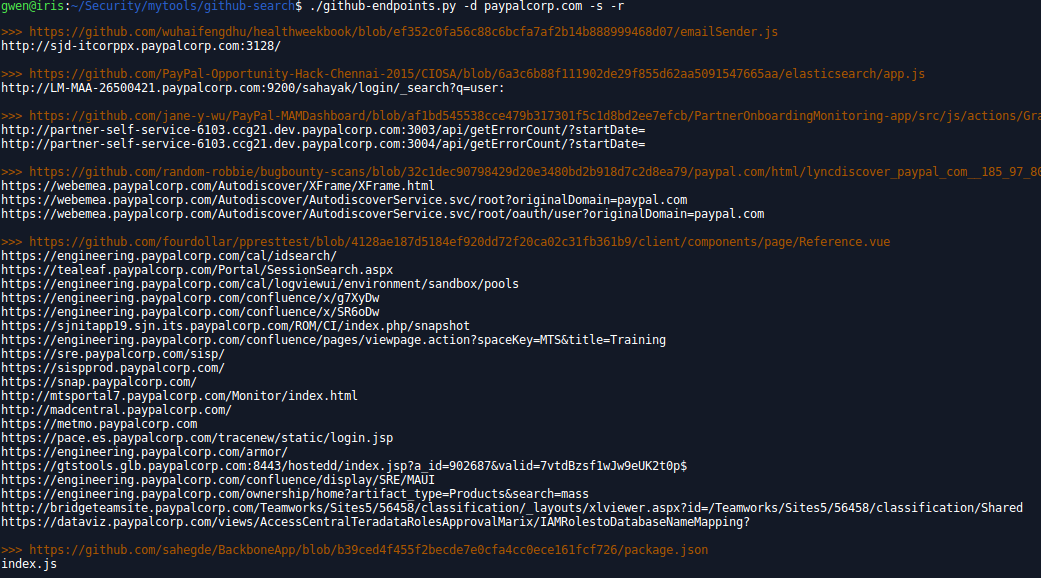 gwen@iris:~/Security/mytools/github-search$ ./github-endpoints.py -d paypalcorp.com -s -r
>>> https://github.com/wuhaifengdhu/healthweekbook/blob/ef352c0fa56c88c6bcfa7af2b14b888999468d07/emailSender.js
http://sjd-itcorppx.paypalcorp.com:3128/
>>> https://github.com/PayPal-Opportunity-Hack-Chennai-2015/CIOSA/blob/6a3c6b88f111902de29f855d62aa5091547665aa/elasticsearch/app.js
http://LM-MAA-26500421.paypalcorp.com:9200/sahayak/login/_search?q=user:
>>> https://github.com/jane-y-wu/PayPal-MAMDashboard/blob/af1bd545538cce479b317301f5c1d8bd2ee7efcb/PartnerOnboardingMonitoring-app/src/js/actions/Gra
http://partner-self-service-6103.ccg21.dev.paypalcorp.com:3003/api/getErrorCount/?startDate=
http://partner-self-service-6103.ccg21.dev.paypalcorp.com:3004/api/getErrorCount/?startDate=
>>> https://github.com/random-robbie/bugbounty-scans/blob/32c1dec90798429d20e3480bd2b918d7c2d8ea79/paypal.com/html/lyncdiscover_paypal_com__185_97_80
https://webemea.paypalcorp.com/Autodiscover/XFrame/XFrame.html
https://webemea.paypalcorp.com/Autodiscover/AutodiscoverService.svc/root?originalDomain=paypal.com
https://webemea.paypalcorp.com/Autodiscover/AutodiscoverService.svc/root/oauth/user?originalDomain=paypal.com
>>> https://github.com/fourdollar/ppresttest/blob/4128ae187d5184ef920dd72f20ca02c31fb361b9/client/components/page/Reference.vue
https://engineering.paypalcorp.com/cal/idsearch/
https://tealeaf.paypalcorp.com/Portal/SessionSearch.aspx
https://engineering.paypalcorp.com/cal/logviewui/environment/sandbox/pools
https://engineering.paypalcorp.com/confluence/x/g7XyDw
https://engineering.paypalcorp.com/confluence/x/SR6oDw
https://sjnitapp19.sjn.its.paypalcorp.com/ROM/CI/index.php/snapshot
https://engineering.paypalcorp.com/confluence/pages/viewpage.action?spaceKey=MTS&title=Training
https://sre.paypalcorp.com/sisp/
https://sispprod.paypalcorp.com/
https://snap.paypalcorp.com/
http://mtsportal7.paypalcorp.com/Monitor/index.html
http://madcentral.paypalcorp.com/
https://metmo.paypalcorp.com
https://pace.es.paypalcorp.com/tracenew/static/login.jsp
https://engineering.paypalcorp.com/armor/
https://gtstools.glb.paypalcorp.com:8443/hostedd/index.jsp?a_id=902687&valid=7vtdBzsf1wJw9eUK2t0p$
https://engineering.paypalcorp.com/confluence/display/SRE/MAUI
https://engineering.paypalcorp.com/ownership/home?artifact_type=Products&search=mass
http://bridgeteamsite.paypalcorp.com/Teamworks/Sites5/56458/classification/_layouts/xlviewer.aspx?id=/Teamworks/Sites5/56458/classification/Shared
https://dataviz.paypalcorp.com/views/AccessCentralTeradataRolesApprovalMarix/IAMRolestoDatabaseNameMapping?
>>> https://github.com/sahegde/BackboneApp/blob/b39ced4f455f2becde7e0cfa4cc0ece161fcf726/package.json
index.js